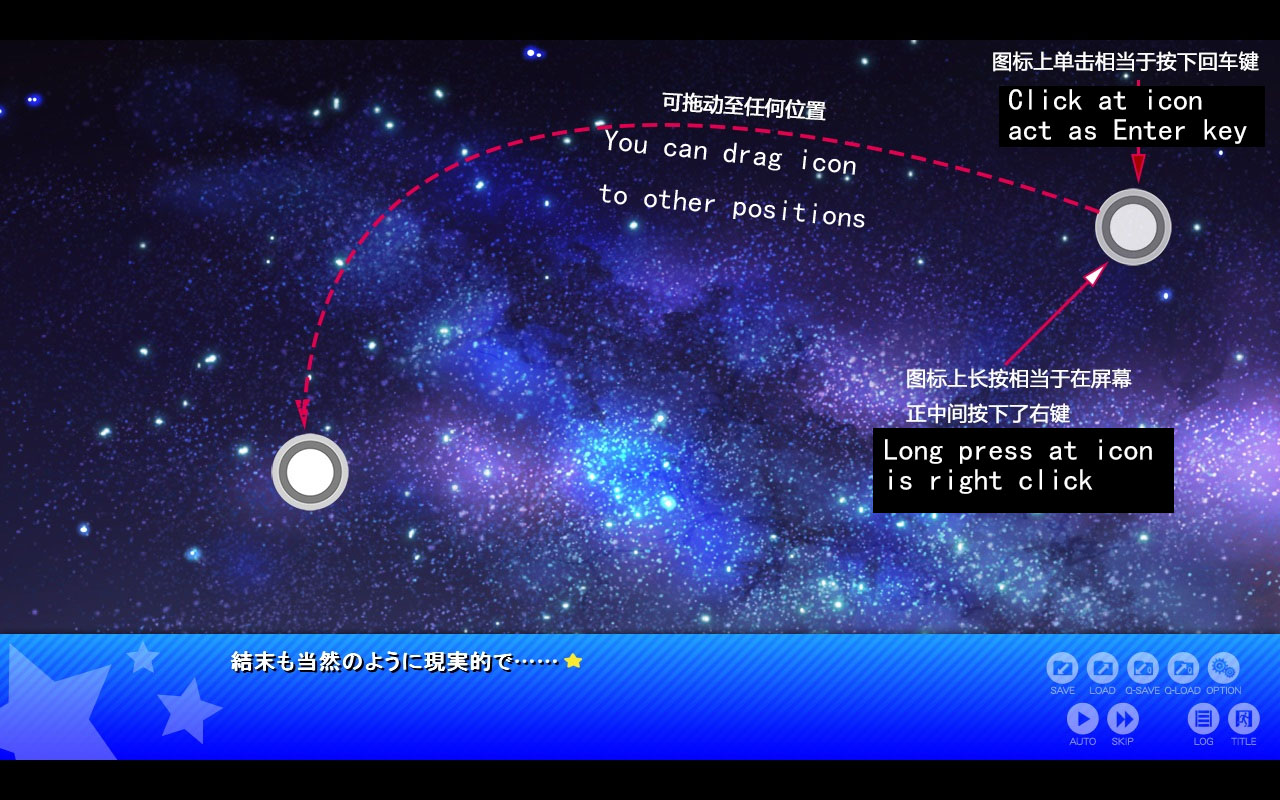 图标上单击相当于按下回车键
Click at icon
act as Enter key
可拖动至任何位置
You can drag icon
to other positions
图标上长按相当于在屏幕
正中间按下了右键
Long press at icon
is right click
結末も当然のように現実的で……
SAVE LOAD Q-SAVE Q-LOAD OPTION
AUTO SKIP LOG TITLE